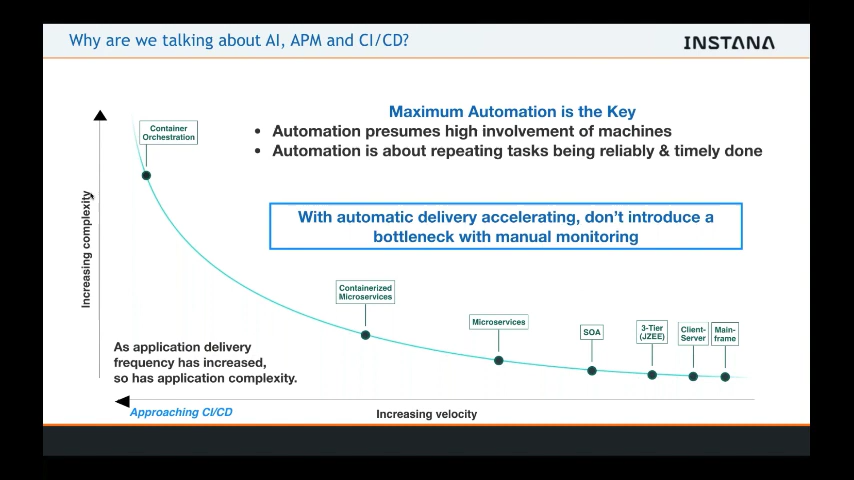 Why are we talking about AI, APM and CI/CD?
INSTANA
Maximum Automation is the Key
• Automation presumes high involvement of machines
• Automation is about repeating tasks being reliably & timely done
With automatic delivery accelerating, don't introduce a
bottleneck with manual monitoring
Container
Orchestration
Increasing complexity
Containerized
Microservices
Microservices
SOA
3-Tier
(JZEE)
Client-
Server
Main-
frame
As application delivery
frequency has increased,
so has application complexity.
Approaching CI/CD
Increasing velocity